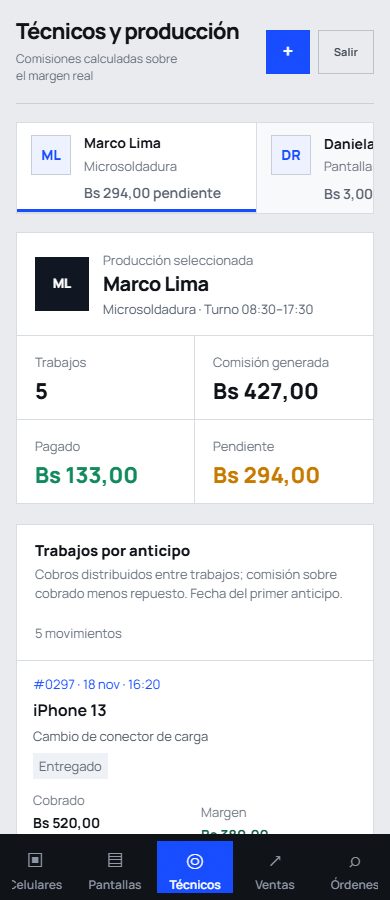 Técnicos y producción
Comisiones calculadas sobre
el margen real
+
Salir
ML
Marco Lima
Microsoldadura
Bs 294,00 pendiente
DR
Daniela
Pantalla
Bs 3,00
ML
Producción seleccionada
Marco Lima
Microsoldadura · Turno 08:30–17:30
Trabajos
5
Comisión generada
Bs 427,00
Pagado
Bs 133,00
Pendiente
Bs 294,00
Trabajos por anticipo
Cobros distribuidos entre trabajos; comisión sobre
cobrado menos repuesto. Fecha del primer anticipo.
5 movimientos
#0297 · 18 nov · 16:20
iPhone 13
Cambio de conector de carga
Entregado
Cobrado
Bs 520,00
Margen
Bs 380,00
Celulares
Pantallas
Técnicos
Ventas
Órdenes